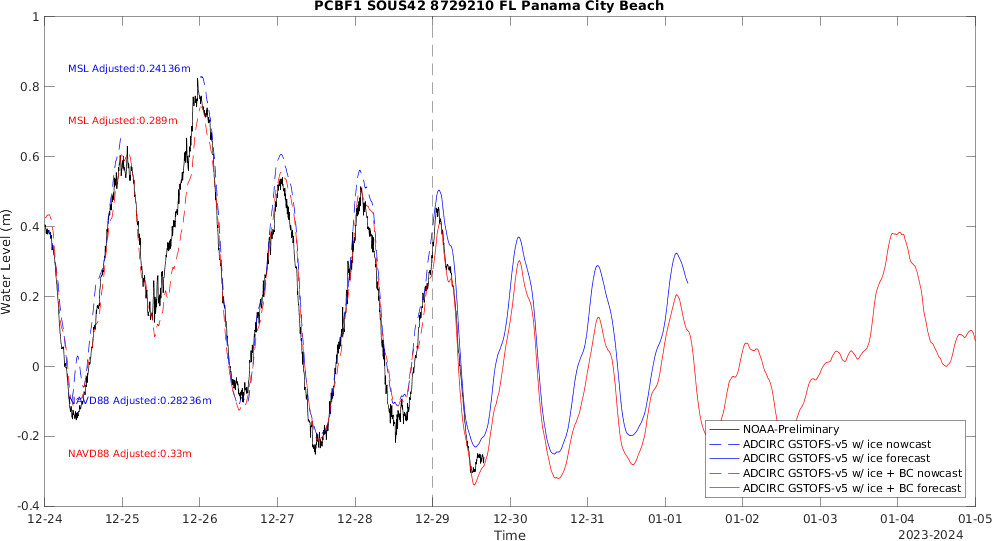 PCBF1 SOUS42 8729210 FL Panama City Beach
Water Level (m)
1
0.8
0.6
0.4
0.2
0
-0.2
-0.4
MSL Adjusted:0.24136m
MSL Adjusted:0.289m
NAVD88 Adjusted:0.28236m
NAVD88 Adjusted:0.33m
NOAA-Preliminary
ADCIRC GSTOFS-v5 w/ ice nowcast
ADCIRC GSTOFS-v5 w/ ice forecast
ADCIRC GSTOFS-v5 w/ ice + BC nowcast
ADCIRC GSTOFS-v5 w/ ice + BC forecast
12-24 12-25 12-26 12-27 12-28 12-29 12-30 12-31 01-01 01-02 01-03 01-04 01-05
Time
2023-2024